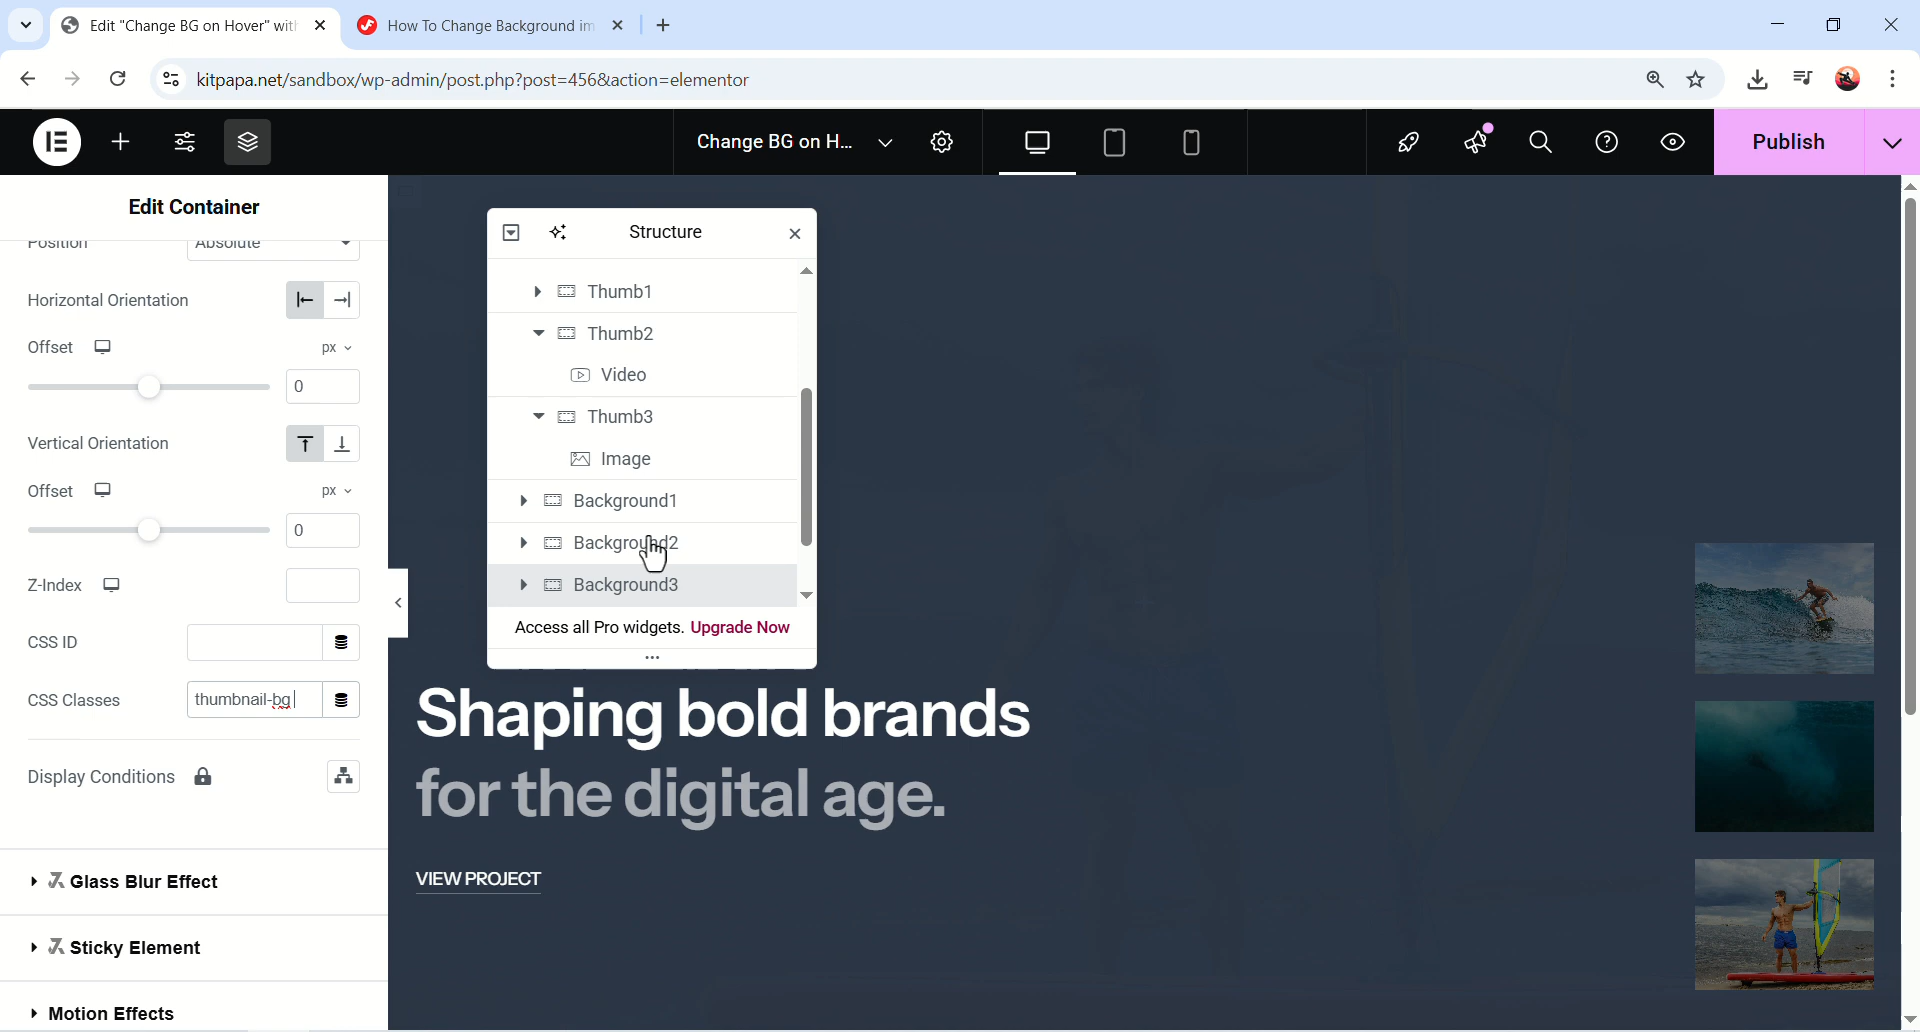 Edit "Change BG on Hover" with
How To Change Background im
kitpapa.net/sandbox/wp-admin/post.php?post=456&action=elementor
Change BG on H...
Publish
Edit Container
Position
Absolute
Horizontal Orientation
Offset
px
0
Vertical Orientation
Offset
px
0
Z-Index
CSS ID
CSS Classes
thumbnail-bg
Display Conditions
Glass Blur Effect
Sticky Element
Motion Effects
Structure
Thumb1
Thumb2
Video
Thumb3
Image
Background1
Background2
Background3
Access all Pro widgets. Upgrade Now
Shaping bold brands
for the digital age.
VIEW PROJECT